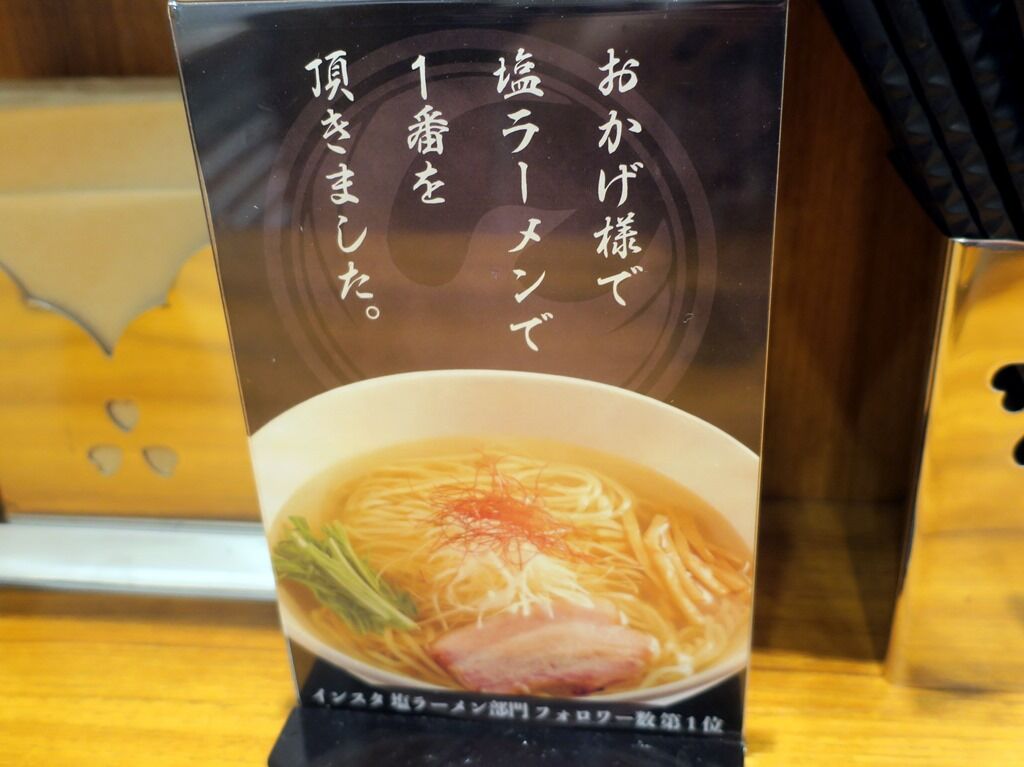 おかげ様で
塩ラーメンで
1番を
頂きました。
インスタ 塩ラーメン部門 フォロワー数 第1位